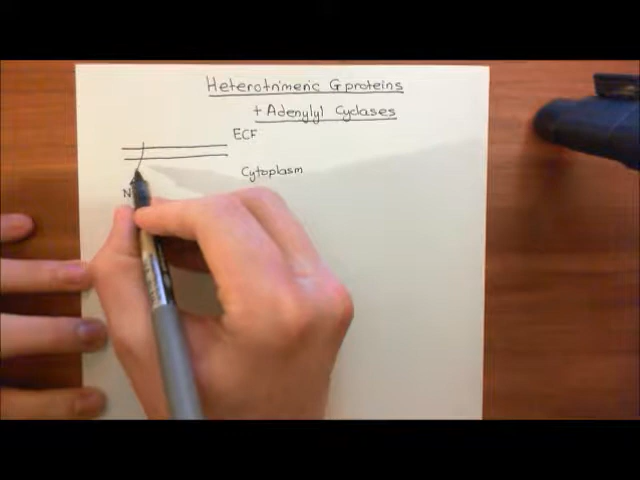 Heterotrimeric G proteins
+ Adenylyl Cyclases
ECF
Cytoplasm
N